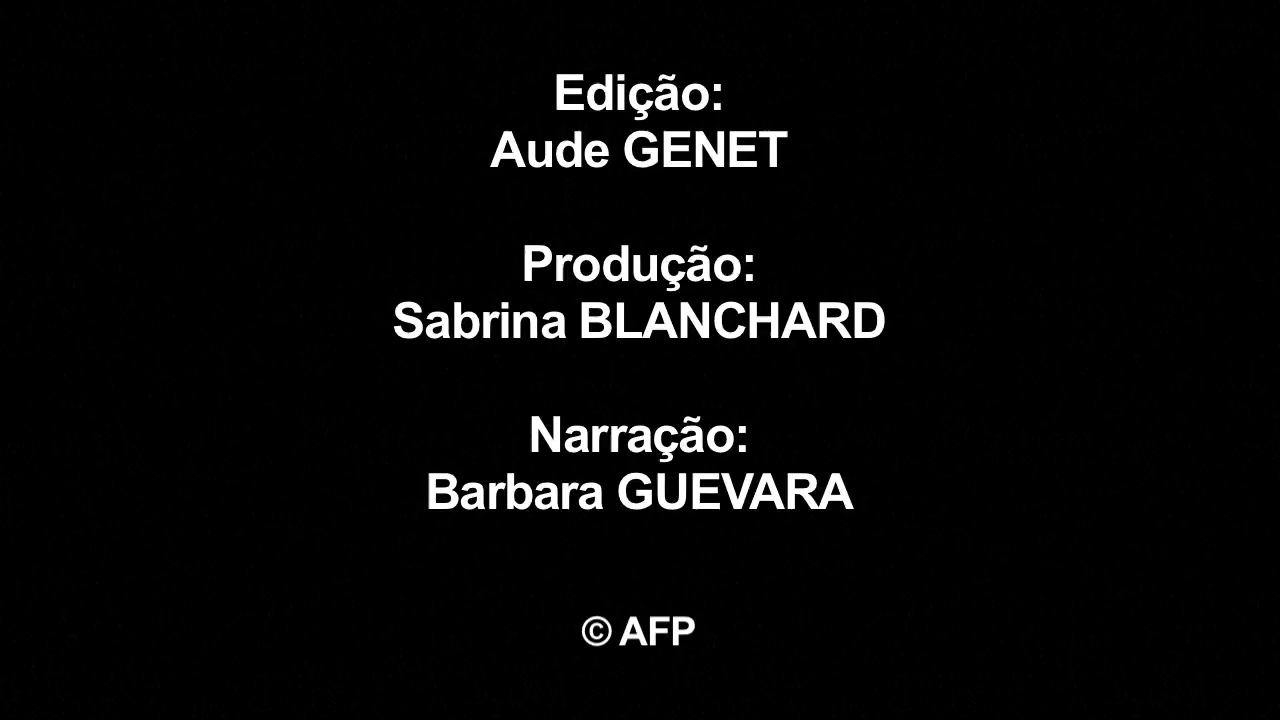 Edição:
Aude GENET
Produção:
Sabrina BLANCHARD
Narração:
Barbara GUEVARA
© AFP